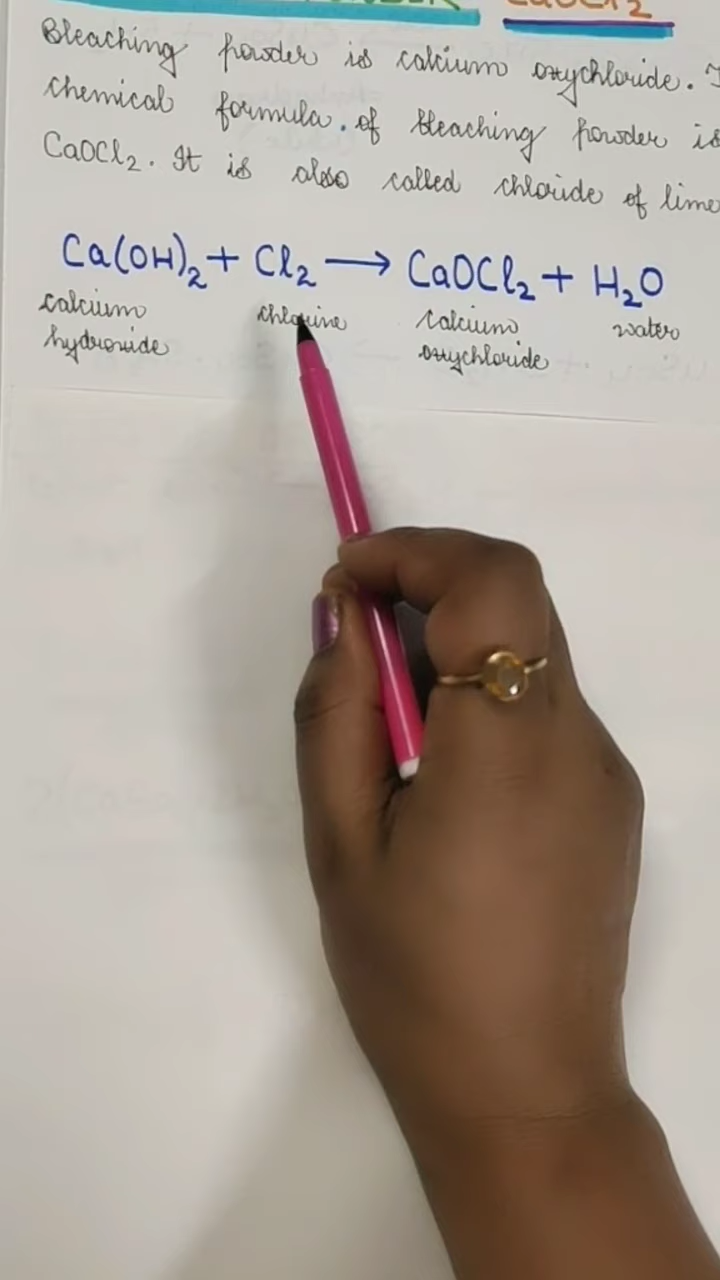 CaOCl2
Bleaching powder is calcium oxychloride.
chemical formula. of bleaching powder is
CaOCl2. It is also called chloride of lime
Ca(OH)2 + Cl2 → CaOCl2 + H2O
calcium hydroxide chlorine calcium oxychloride water